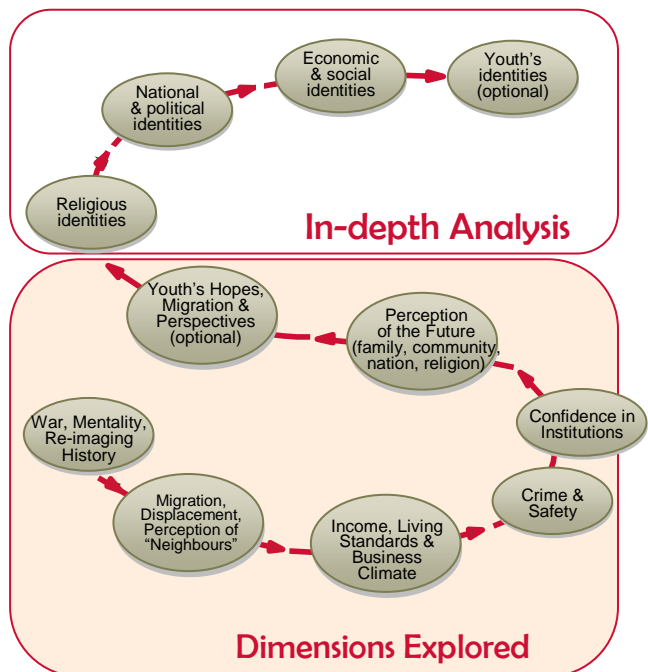 Economic
& social
identities
Youth's
identities
(optional)
National
& political
identities
Religious
identities
In-depth Analysis
Youth's Hopes,
Migration &
Perspectives
(optional)
Perception
of the Future
(family, community,
nation, religion)
War, Mentality,
Re-imaging
History
Confidence in
Institutions
Migration,
Displacement,
Perception of
"Neighbours"
Income, Living
Standards &
Business
Climate
Crime &
Safety
Dimensions Explored